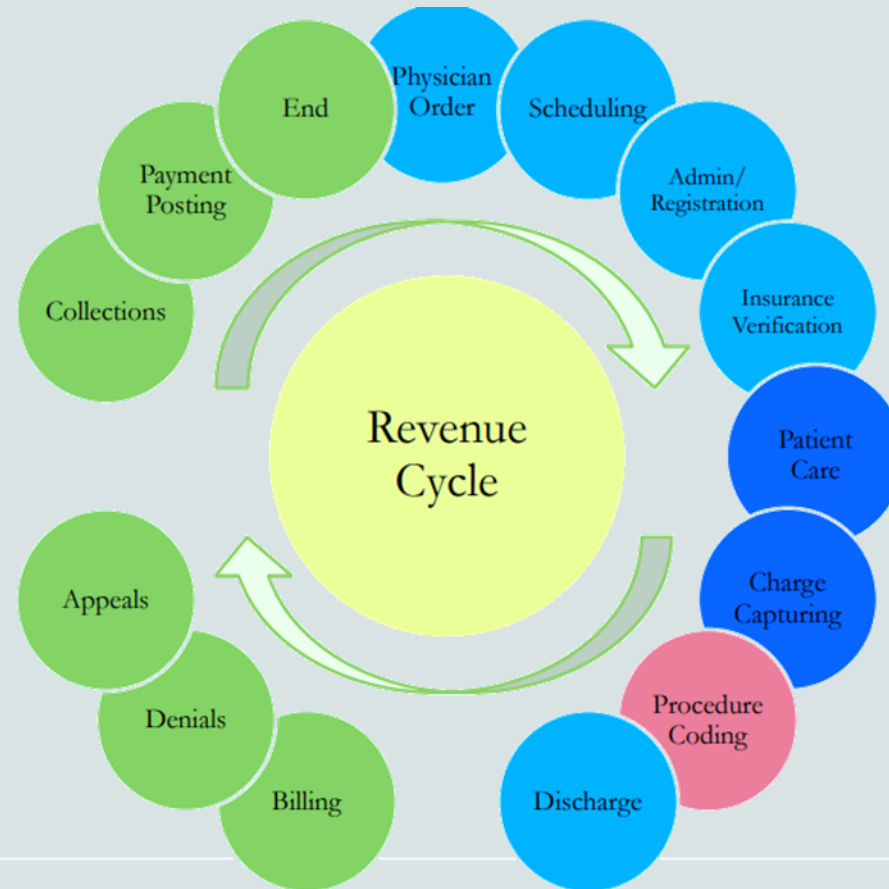 Physician
Order
Scheduling
Admin/
Registration
Insurance
Verification
Patient
Care
Charge
Capturing
Procedure
Coding
Discharge
Billing
Denials
Appeals
Collections
Payment
Posting
End
Revenue
Cycle